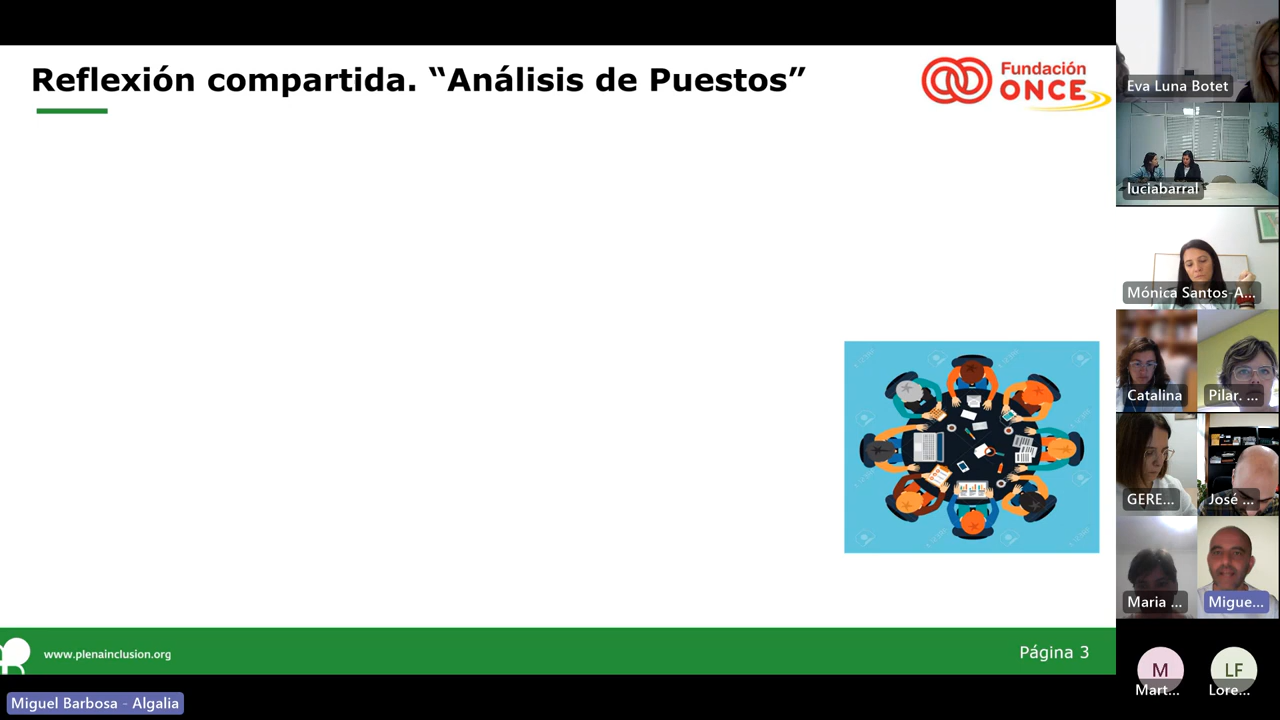 Reflexión compartida. “Análisis de Puestos”
Fundación
ONCE
www.plenainclusion.org
Página 3
Miguel Barbosa - Algalia
Eva Luna Botet
luciabarral
Mónica Santos-A...
Catalina
Pilar. ...
GERE...
José ...
Maria ...
Migue...
M
Mart...
LF
Lore...